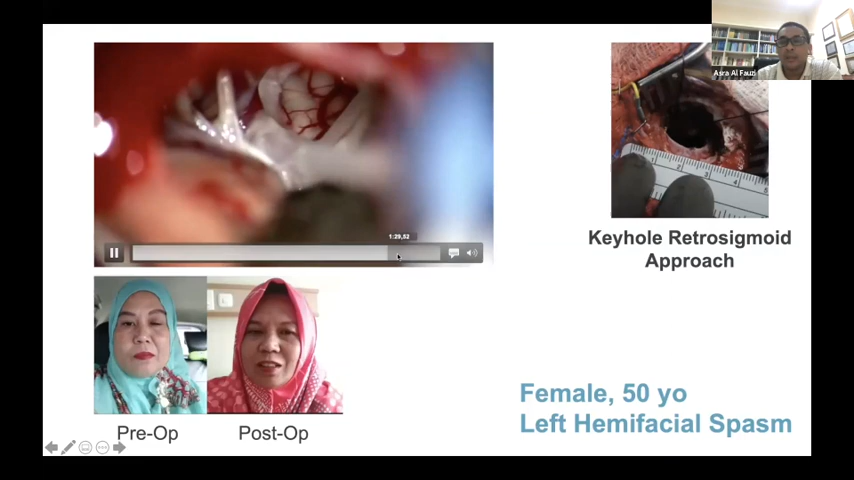 Asra Al Fauzi
1:29,52
Keyhole Retrosigmoid
Approach
Pre-Op
Post-Op
Female, 50 yo
Left Hemifacial Spasm